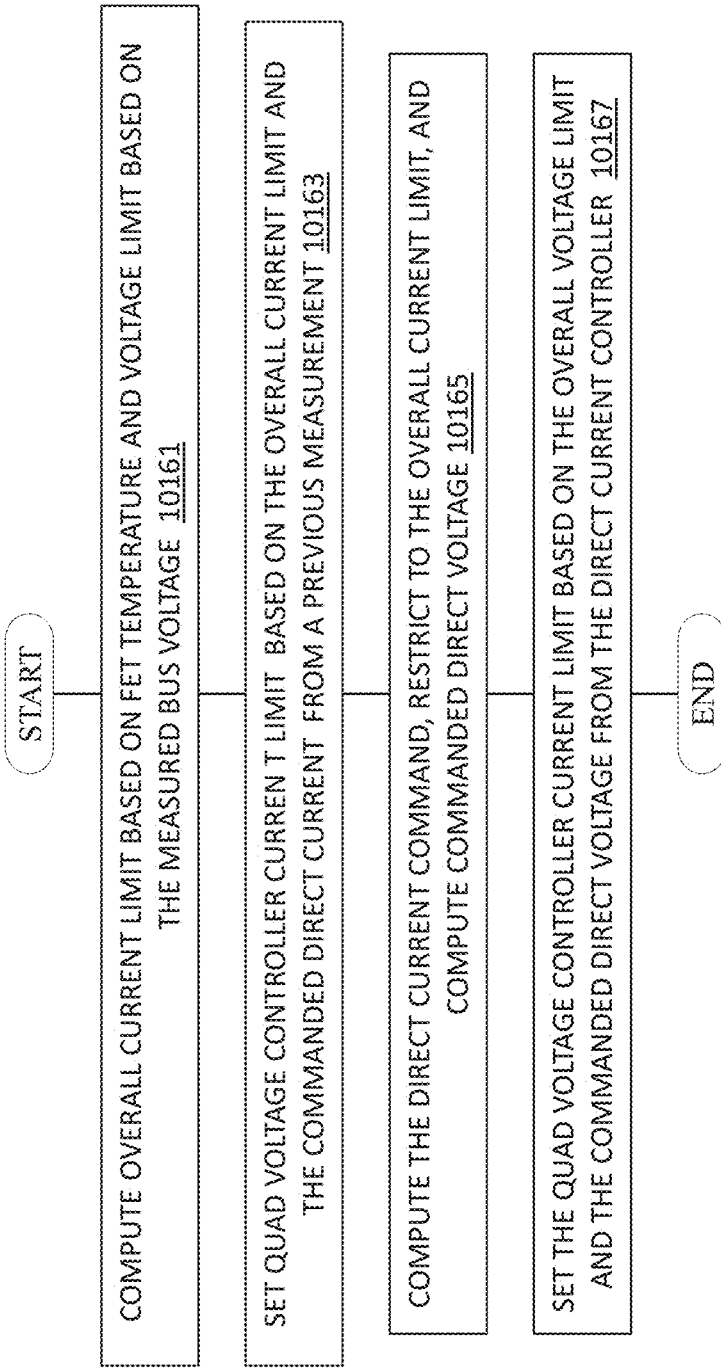 START
COMPUTE OVERALL CURRENT LIMIT BASED ON FET TEMPERATURE AND VOLTAGE LIMIT BASED ON
THE MEASURED BUS VOLTAGE 10161
SET QUAD VOLTAGE CONTROLLER CURREN T LIMIT BASED ON THE OVERALL CURRENT LIMIT AND
THE COMMANDED DIRECT CURRENT FROM A PREVIOUS MEASUREMENT 10163
COMPUTE THE DIRECT CURRENT COMMAND, RESTRICT TO THE OVERALL CURRENT LIMIT, AND
COMPUTE COMMANDED DIRECT VOLTAGE 10165
SET THE QUAD VOLTAGE CONTROLLER CURRENT LIMIT BASED ON THE OVERALL VOLTAGE LIMIT
AND THE COMMANDED DIRECT VOLTAGE FROM THE DIRECT CURRENT CONTROLLER 10167
END